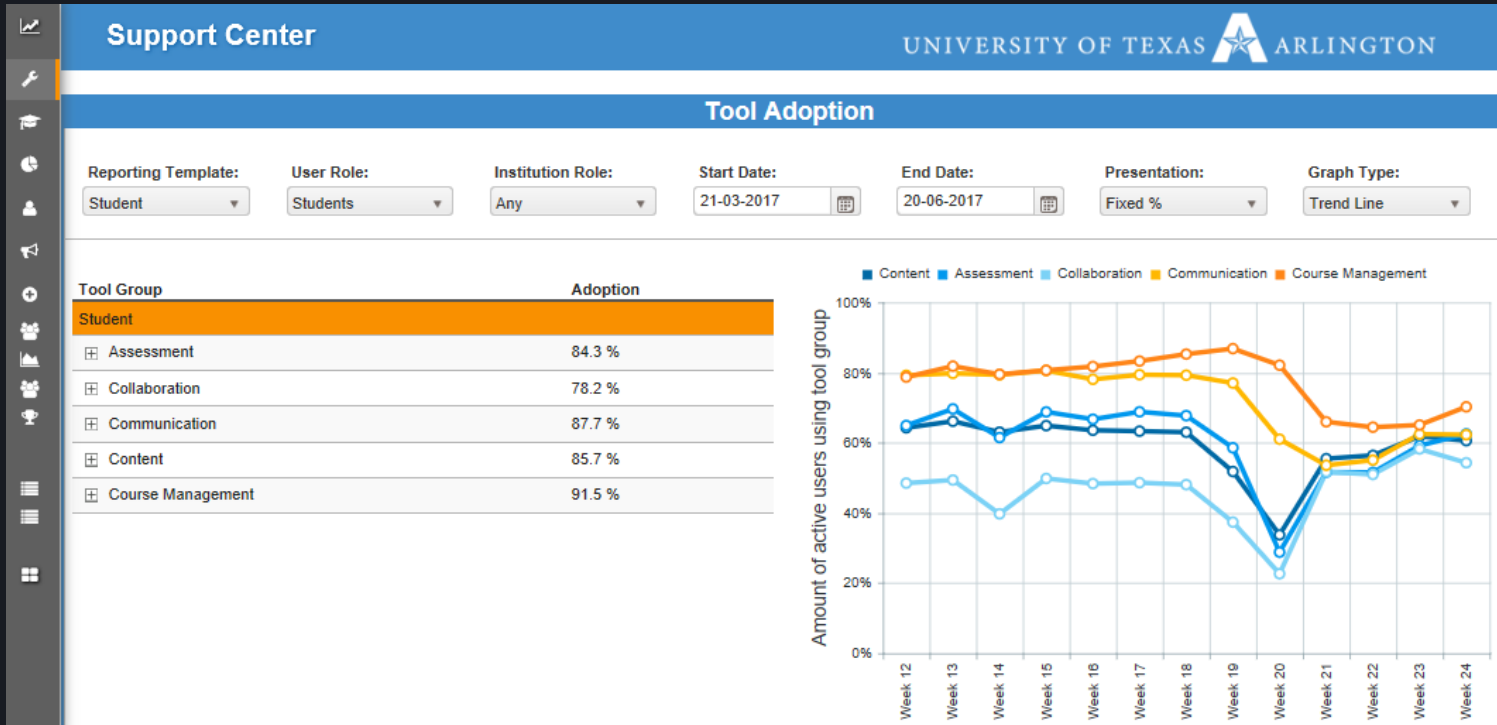 Support Center
UNIVERSITY OF TEXAS ARLINGTON
Tool Adoption
Reporting Template: User Role: Institution Role: Start Date: End Date: Presentation: Graph Type:
Student Students Any 21-03-2017 20-06-2017 Fixed % Trend Line
Tool Group Adoption
Student
Assessment 84.3 %
Collaboration 78.2 %
Communication 87.7 %
Content 85.7 %
Course Management 91.5 %
Content Assessment Collaboration Communication Course Management
Amount of active users using tool group
100%
80%
60%
40%
20%
0%
Week 12 Week 13 Week 14 Week 15 Week 16 Week 17 Week 18 Week 19 Week 20 Week 21 Week 22 Week 23 Week 24